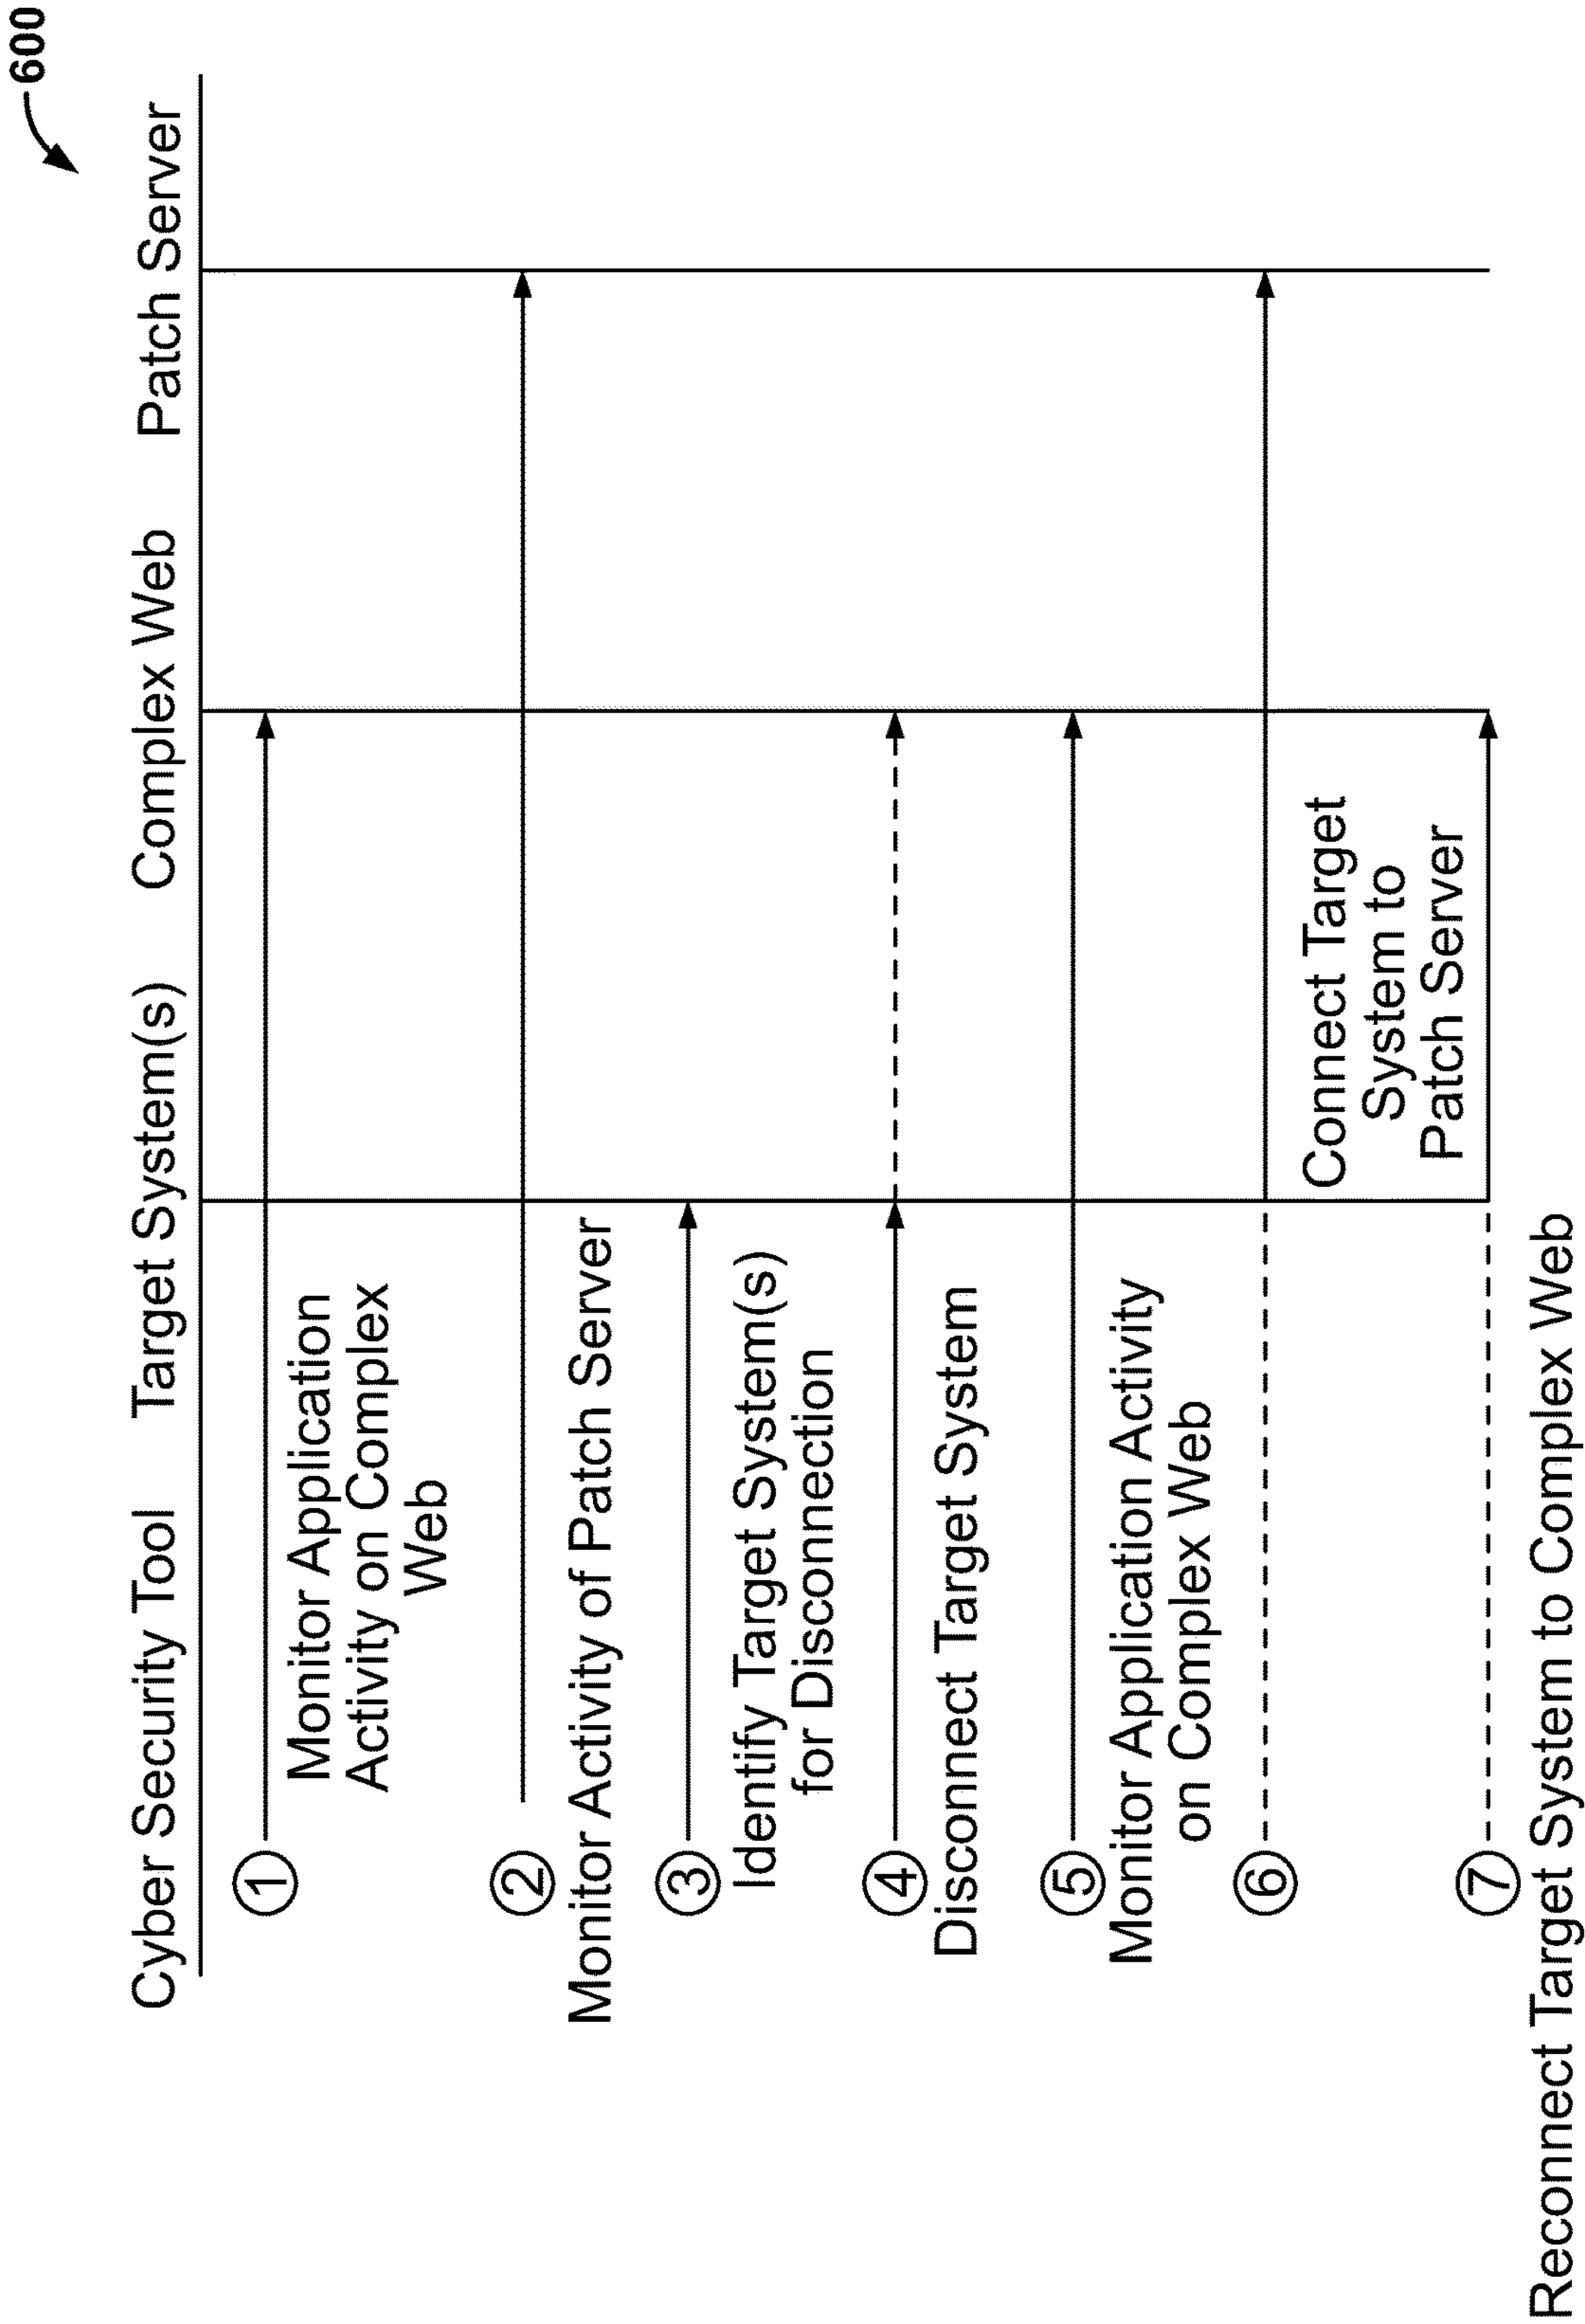 600
Cyber Security Tool
Target System(s)
Complex Web
Patch Server
1
Monitor Application
Activity on Complex
Web
2
Monitor Activity of Patch Server
3
Identify Target System(s)
for Disconnection
4
Disconnect Target System
5
Monitor Application Activity
on Complex Web
6
Connect Target
System to
Patch Server
7
Reconnect Target System to Complex Web